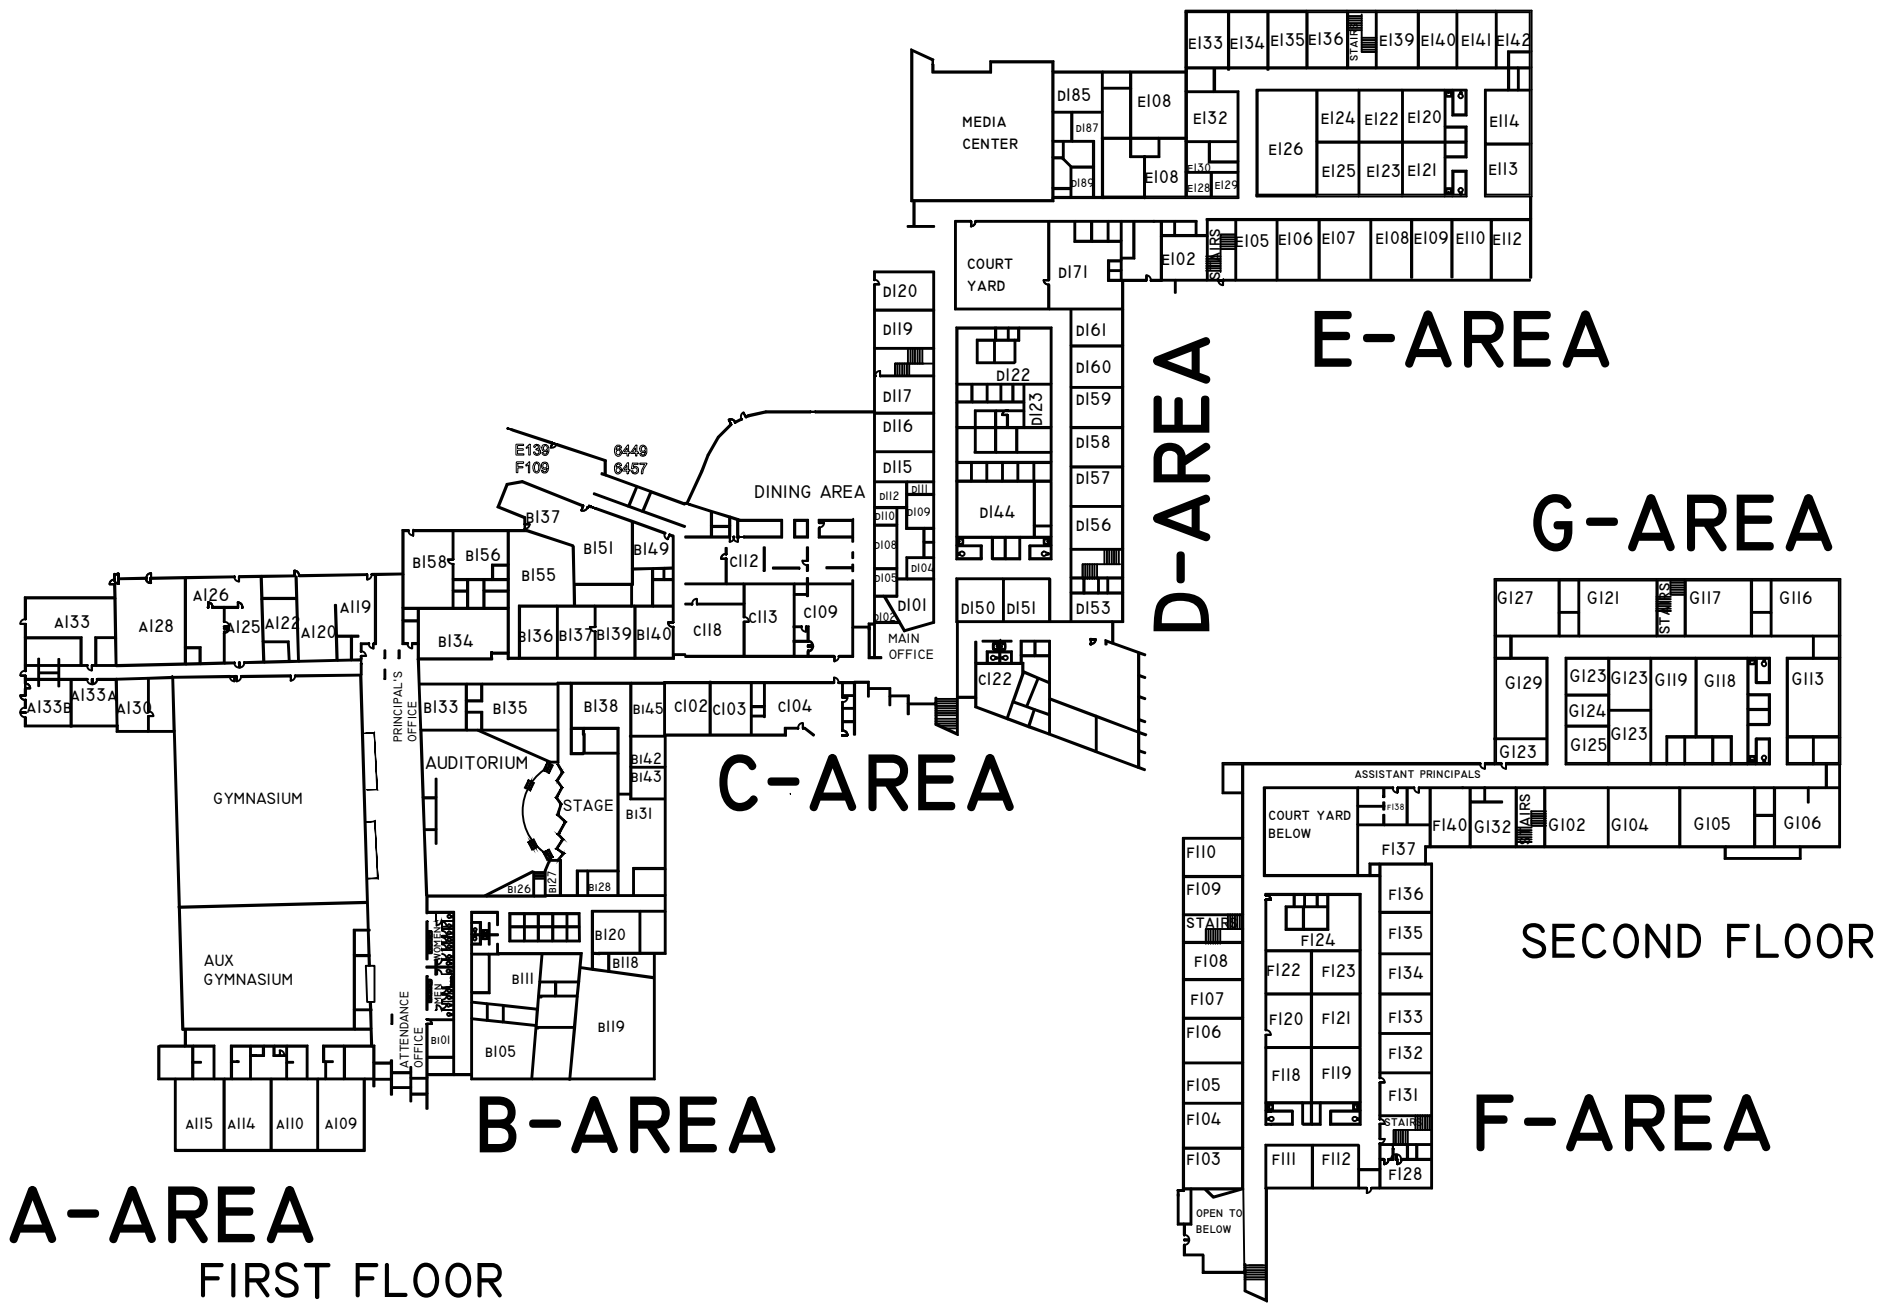 E133 E134 E135 E136 STAIRS E139 E140 E141 E142
D185 E108
MEDIA
CENTER
D187
E132
E124 E122 E120
E114
E126
D189
E108
E130
E128 E129
E125 E123 E121
E113
COURT
YARD
D171
E102
STAIRS
E105 E106 E107 E108 E109 E110 E112
E-AREA
D120
D119
D117
D116
D115
D112
D111
D110
D109
D108
D104
D105
D101
D102
D122
D123
D144
D150 D151
D161
D160
D159
D158
D157
D156
D153
D-AREA
MAIN
OFFICE
C122
E139 6449
F109 6457
DINING AREA
B137
B158 B156
B155
B151
B149
C112
B134
B136 B137 B139 B140
C118
C113
C109
A133
A128
A126
A125
A122
A120
A119
A133B A133A A130
PRINCIPAL'S
OFFICE
B133 B135
B138
B145
C102 C103
C104
C-AREA
AUDITORIUM
STAGE
B142
B143
B131
B126
B127
B128
GYMNASIUM
AUX
GYMNASIUM
WOMEN
MEN
B120
B118
B111
B119
B101
B105
ATTENDANCE
OFFICE
A115 A114 A110 A109
B-AREA
A-AREA
FIRST FLOOR
G-AREA
G127 G121 STAIRS G117 G116
G129
G123 G123 G119 G118
G124
G125 G123
G113
G123
ASSISTANT PRINCIPALS
COURT YARD
BELOW
F138
F140 G132 STAIRS G102 G104 G105 G106
F137
F110
F109
STAIRS
F108
F107
F106
F105
F104
F103
F124
F122 F123
F120 F121
F118 F119
F111 F112
F136
F135
F134
F133
F132
F131
STAIRS
F128
OPEN TO
BELOW
SECOND FLOOR
F-AREA